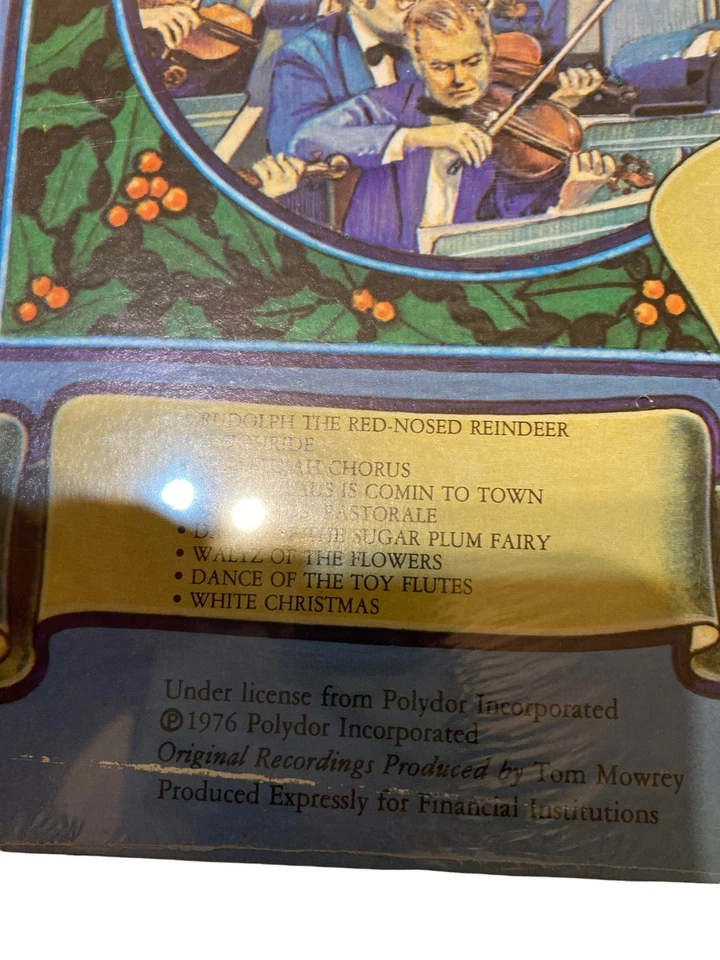 RUDOLPH THE RED-NOSED REINDEER
CHORUS
IS COMIN TO TOWN
PASTORALE
• THE SUGAR PLUM FAIRY
• WALTZ OF THE FLOWERS
• DANCE OF THE TOY FLUTES
• WHITE CHRISTMAS
Under license from Polydor Incorporated
℗1976 Polydor Incorporated
Original Recordings Produced by Tom Mowrey
Produced Expressly for Financial Institutions